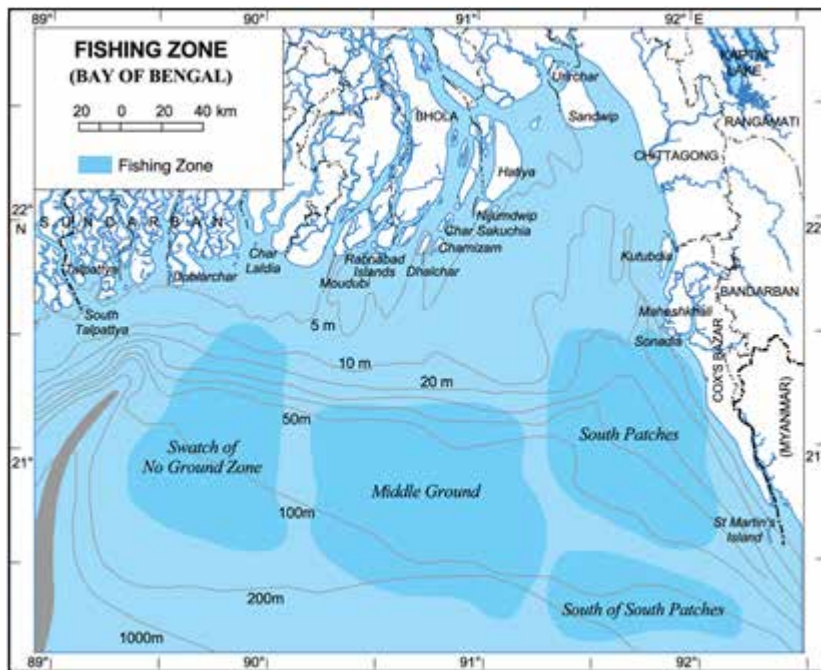 89°
90°
91°
92° E
FISHING ZONE
(BAY OF BENGAL)
20 0 20 40 km
Fishing Zone
KAPTAI
LAKE
RANGAMATI
Urirchar
Sandwip
BHOLA
CHITTAGONG
Hatiya
22°
N
22°
SUNDARBAN
Nijumdwip
Char Sakuchia
Chamizam
Char
Laldia
Rabnabad
Islands
Dhalchar
Moudubi
Talpattya
Doblarchar
Kutubdia
BANDARBAN
Maheshkhali
South
Talpattya
Sonadia
COX'S BAZAR
(MYANMAR)
5 m
10 m
20 m
50m
Swatch of
No Ground Zone
Middle Ground
South Patches
21°
21°
100m
St Martin's
Island
200m
South of South Patches
1000m
89°
90°
91°
92°